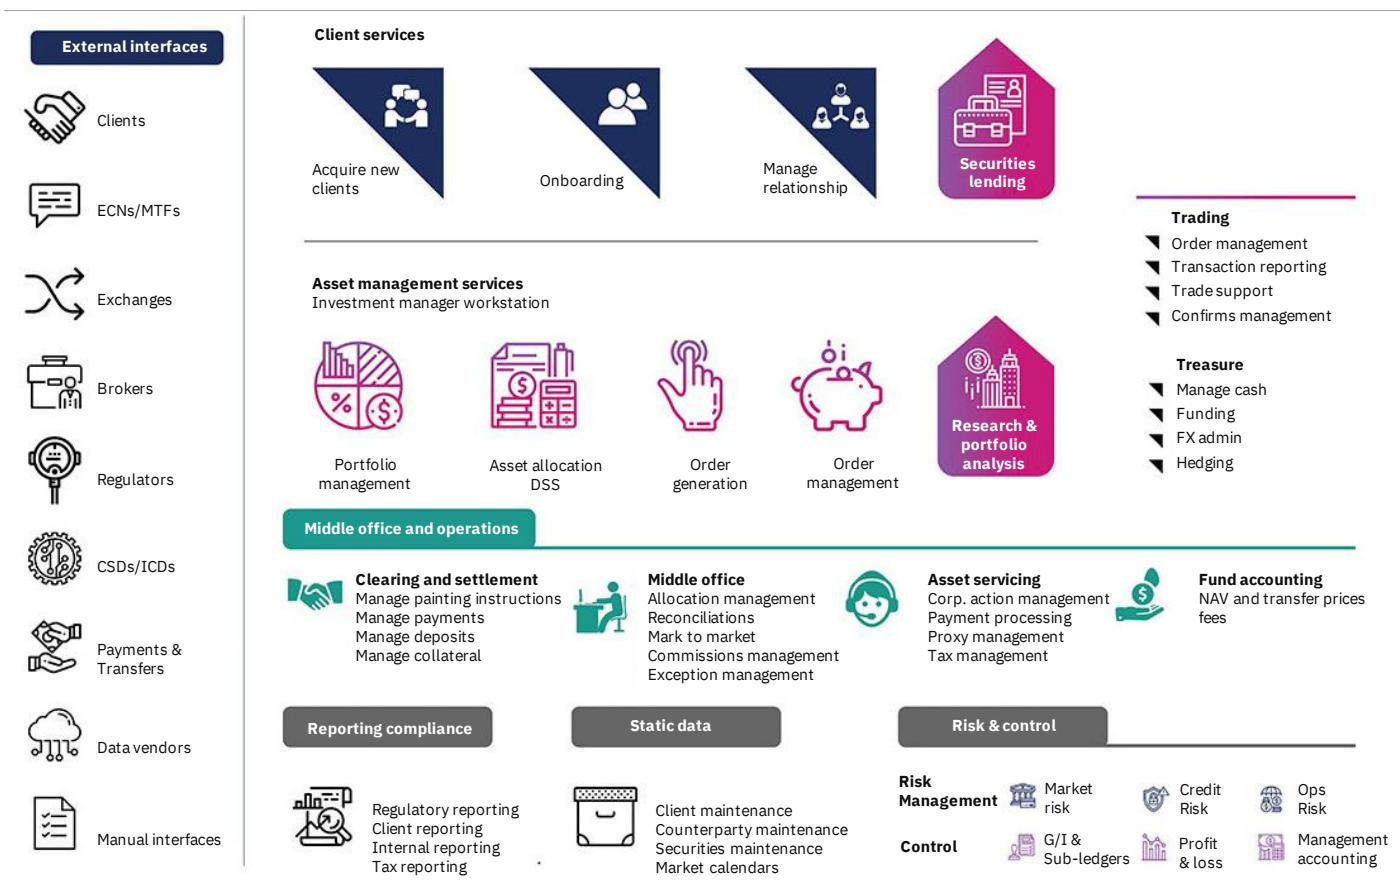 External interfaces
Clients
ECNs/MTFs
Exchanges
Brokers
Regulators
CSDs/ICDs
Payments &
Transfers
Data vendors
Manual interfaces
Client services
Acquire new
clients
Onboarding
Manage
relationship
Securities
lending
Asset management services
Investment manager workstation
Portfolio
management
Asset allocation
DSS
Order
generation
Order
management
Research &
portfolio
analysis
Trading
Order management
Transaction reporting
Trade support
Confirms management
Treasure
Manage cash
Funding
FX admin
Hedging
Middle office and operations
Clearing and settlement
Manage painting instructions
Manage payments
Manage deposits
Manage collateral
Middle office
Allocation management
Reconciliations
Mark to market
Commissions management
Exception management
Asset servicing
Corp. action management
Payment processing
Proxy management
Tax management
Fund accounting
NAV and transfer prices
fees
Reporting compliance
Regulatory reporting
Client reporting
Internal reporting
Tax reporting
Static data
Client maintenance
Counterparty maintenance
Securities maintenance
Market calendars
Risk & control
Risk
Management
Market
risk
Credit
Risk
Ops
Risk
Control
G/I &
Sub-ledgers
Profit
& loss
Management
accounting